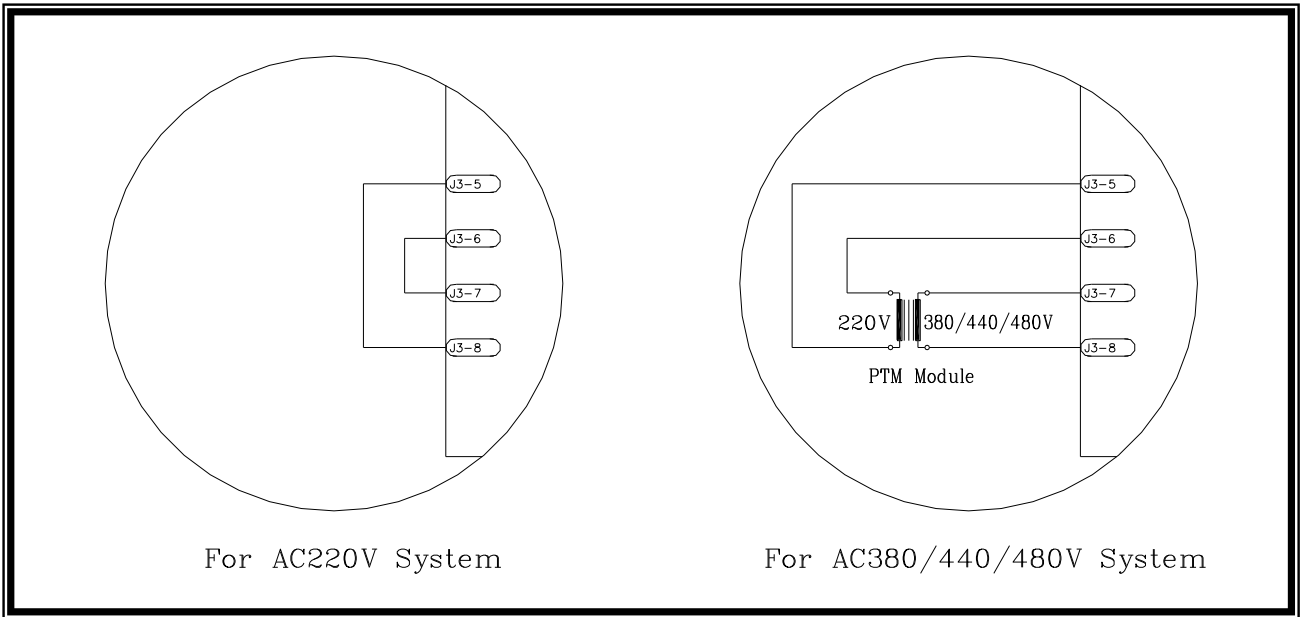 J3-5
J3-6
J3-7
J3-8
For AC220V System
J3-5
J3-6
J3-7
220V 380/440/480V
J3-8
PTM Module
For AC380/440/480V System